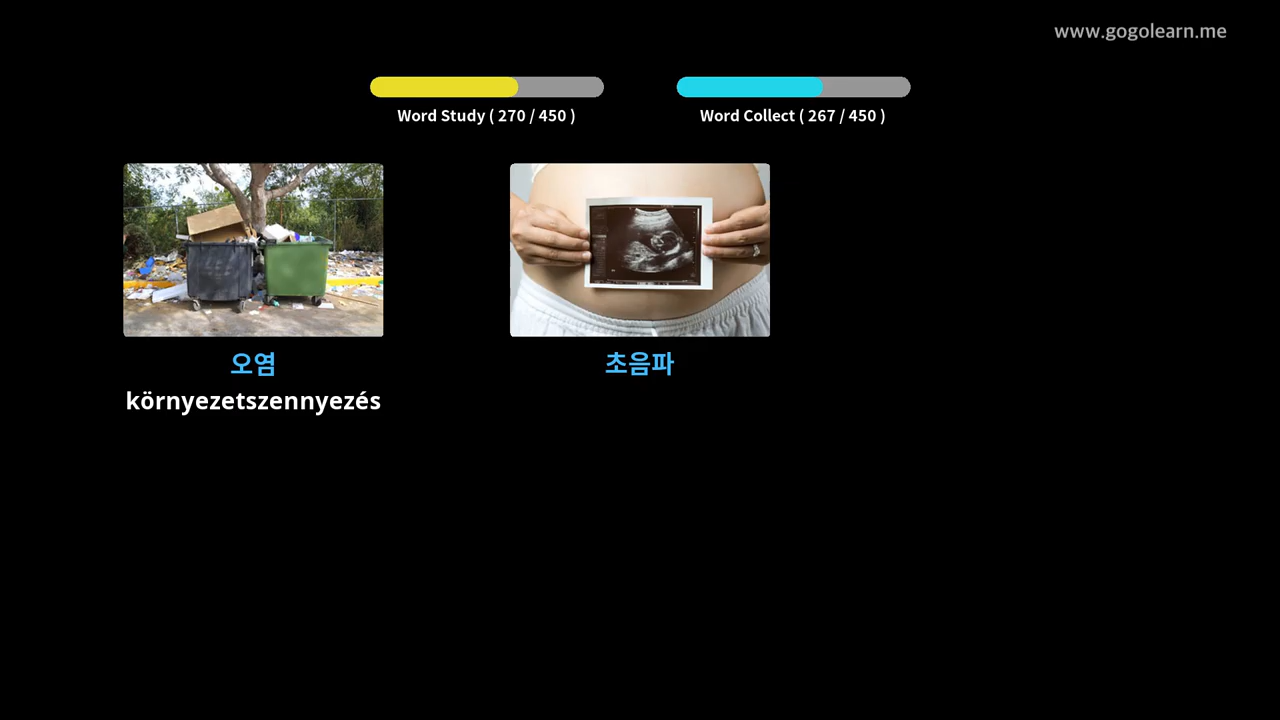 www.gogolearn.me
Word Study ( 270 / 450 )
Word Collect ( 267 / 450 )
오염
초음파
környezetszennyezés